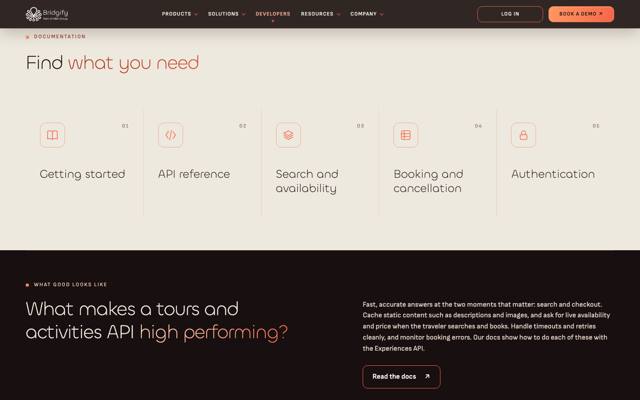 Bridgify
PRODUCTS
SOLUTIONS
DEVELOPERS
RESOURCES
COMPANY
LOG IN
BOOK A DEMO ↗
DOCUMENTATION
Find what you need
01
02
03
04
05
Getting started
API reference
Search and
availability
Booking and
cancellation
Authentication
WHAT GOOD LOOKS LIKE
What makes a tours and
activities API high performing?
Fast, accurate answers at the two moments that matter: search and checkout.
Cache static content such as descriptions and images, and ask for live availability
and price when the traveler searches and books. Handle timeouts and retries
cleanly, and monitor booking errors. Our docs show how to do each of these with
the Experiences API.
Read the docs ↗